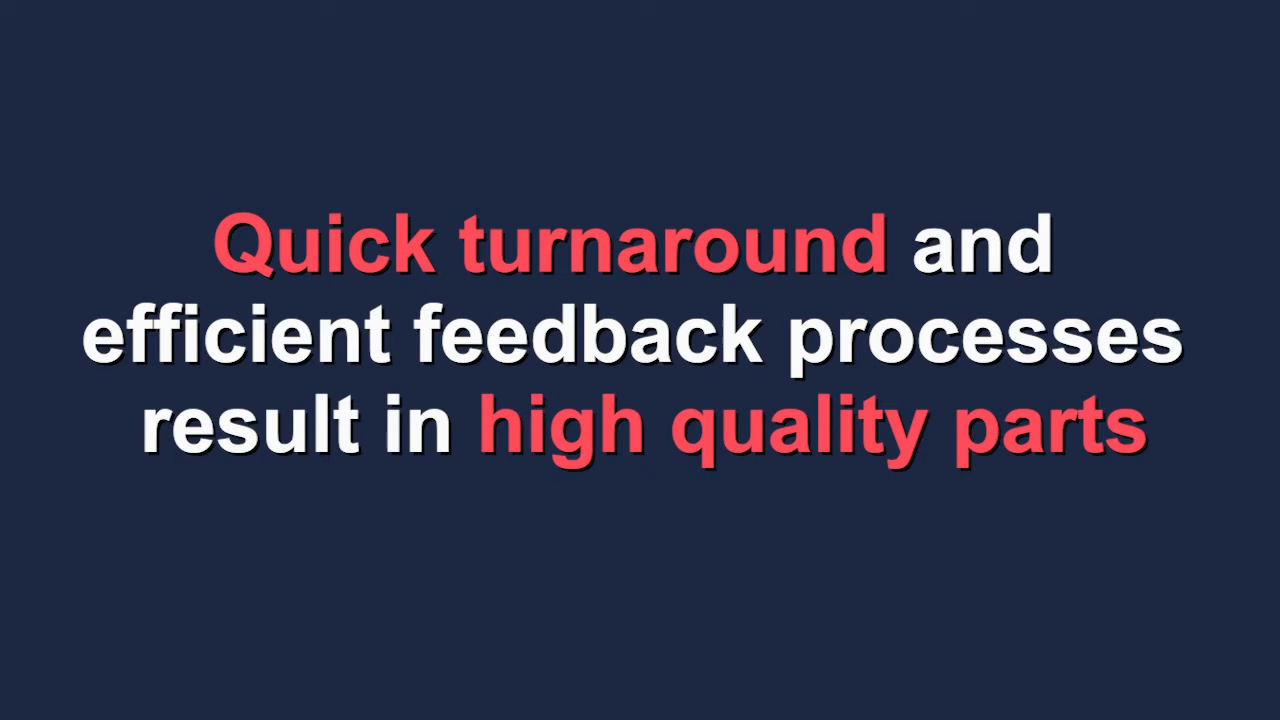 Quick turnaround and
efficient feedback processes
result in high quality parts